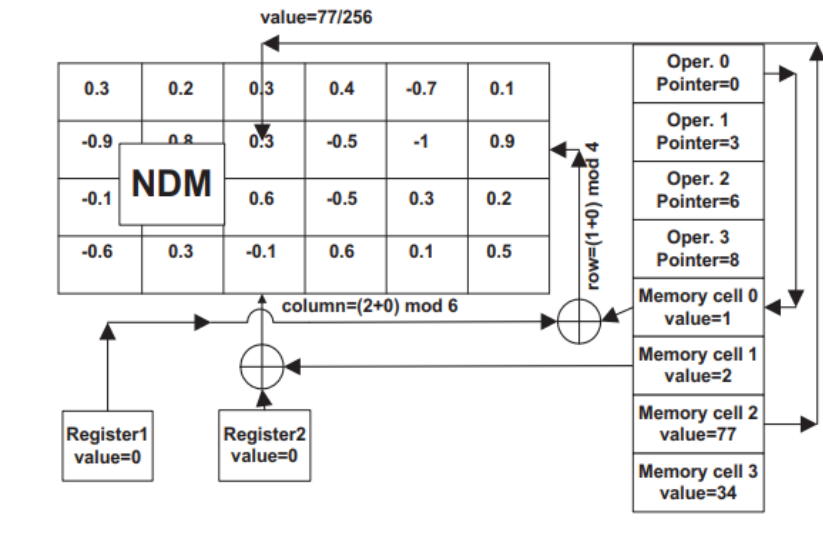 value=77/256
0.3 0.2 0.3 0.4 -0.7 0.1
-0.9 0.8 0.3 -0.5 -1 0.9
-0.1 0.6 -0.5 0.3 0.2
-0.6 0.3 -0.1 0.6 0.1 0.5
NDM
column=(2+0) mod 6
row=(1+0) mod 4
Register1
value=0
Register2
value=0
Oper. 0
Pointer=0
Oper. 1
Pointer=3
Oper. 2
Pointer=6
Oper. 3
Pointer=8
Memory cell 0
value=1
Memory cell 1
value=2
Memory cell 2
value=77
Memory cell 3
value=34